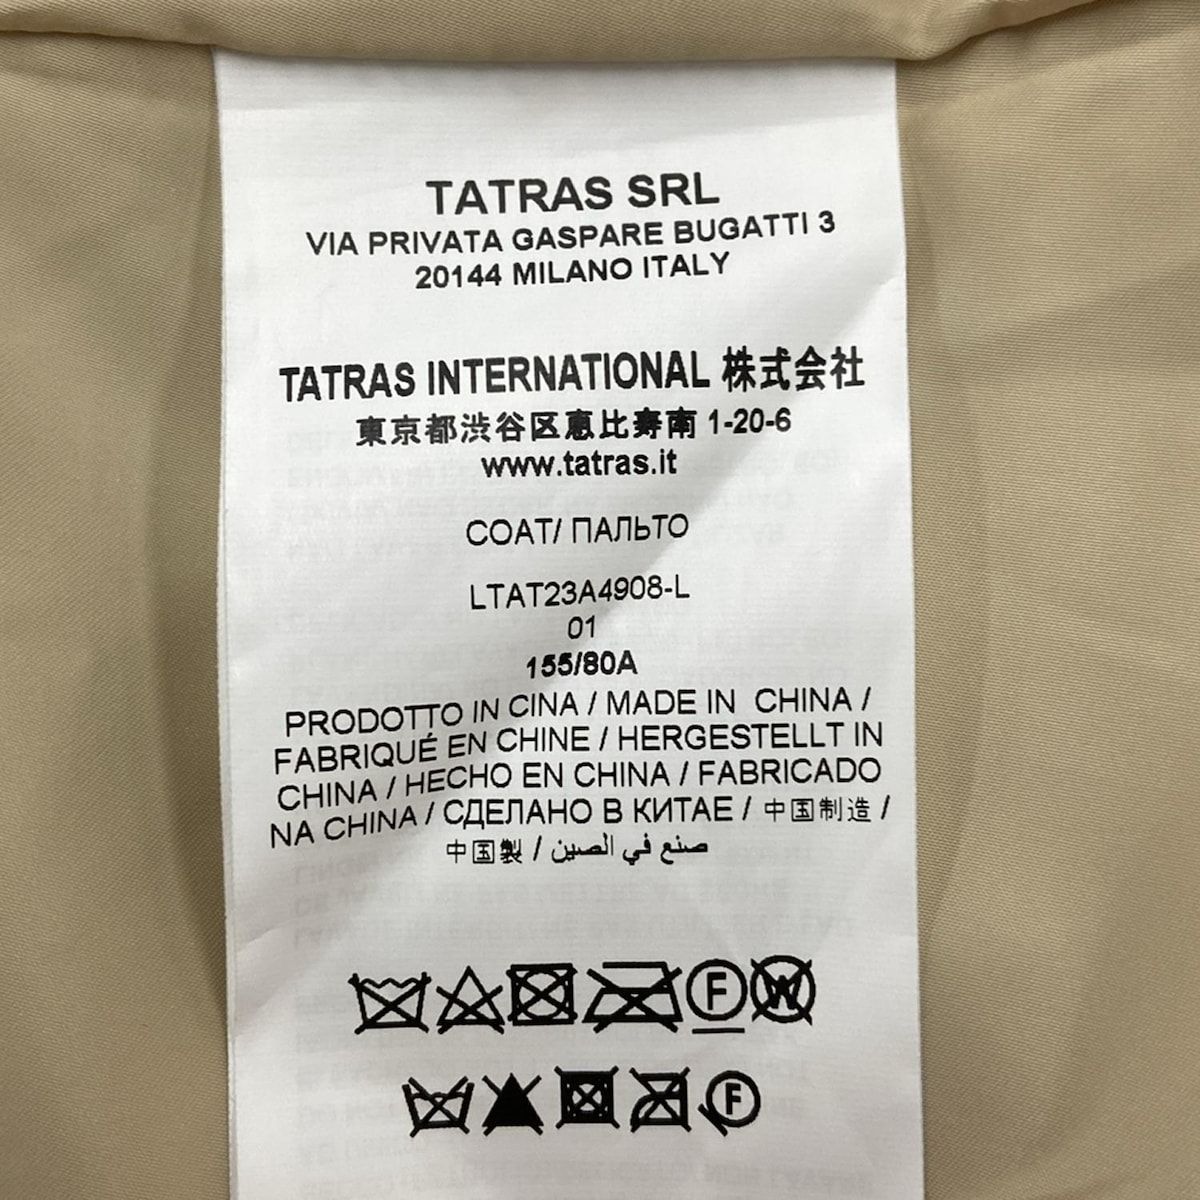 TATRAS SRL
VIA PRIVATA GASPARE BUGATTI 3
20144 MILANO ITALY
TATRAS INTERNATIONAL 株式会社
東京都渋谷区恵比寿南 1-20-6
www.tatras.it
COAT/ ПАЛЬТО
LTAT23A4908-L
01
155/80A
PRODOTTO IN CINA / MADE IN CHINA /
FABRIQUÉ EN CHINE / HERGESTELLT IN
CHINA / HECHO EN CHINA / FABRICADO
NA CHINA / СДЕЛАНО В КИТАЕ / 中国制造 /
中国製 / صنع في الصين
F W
F